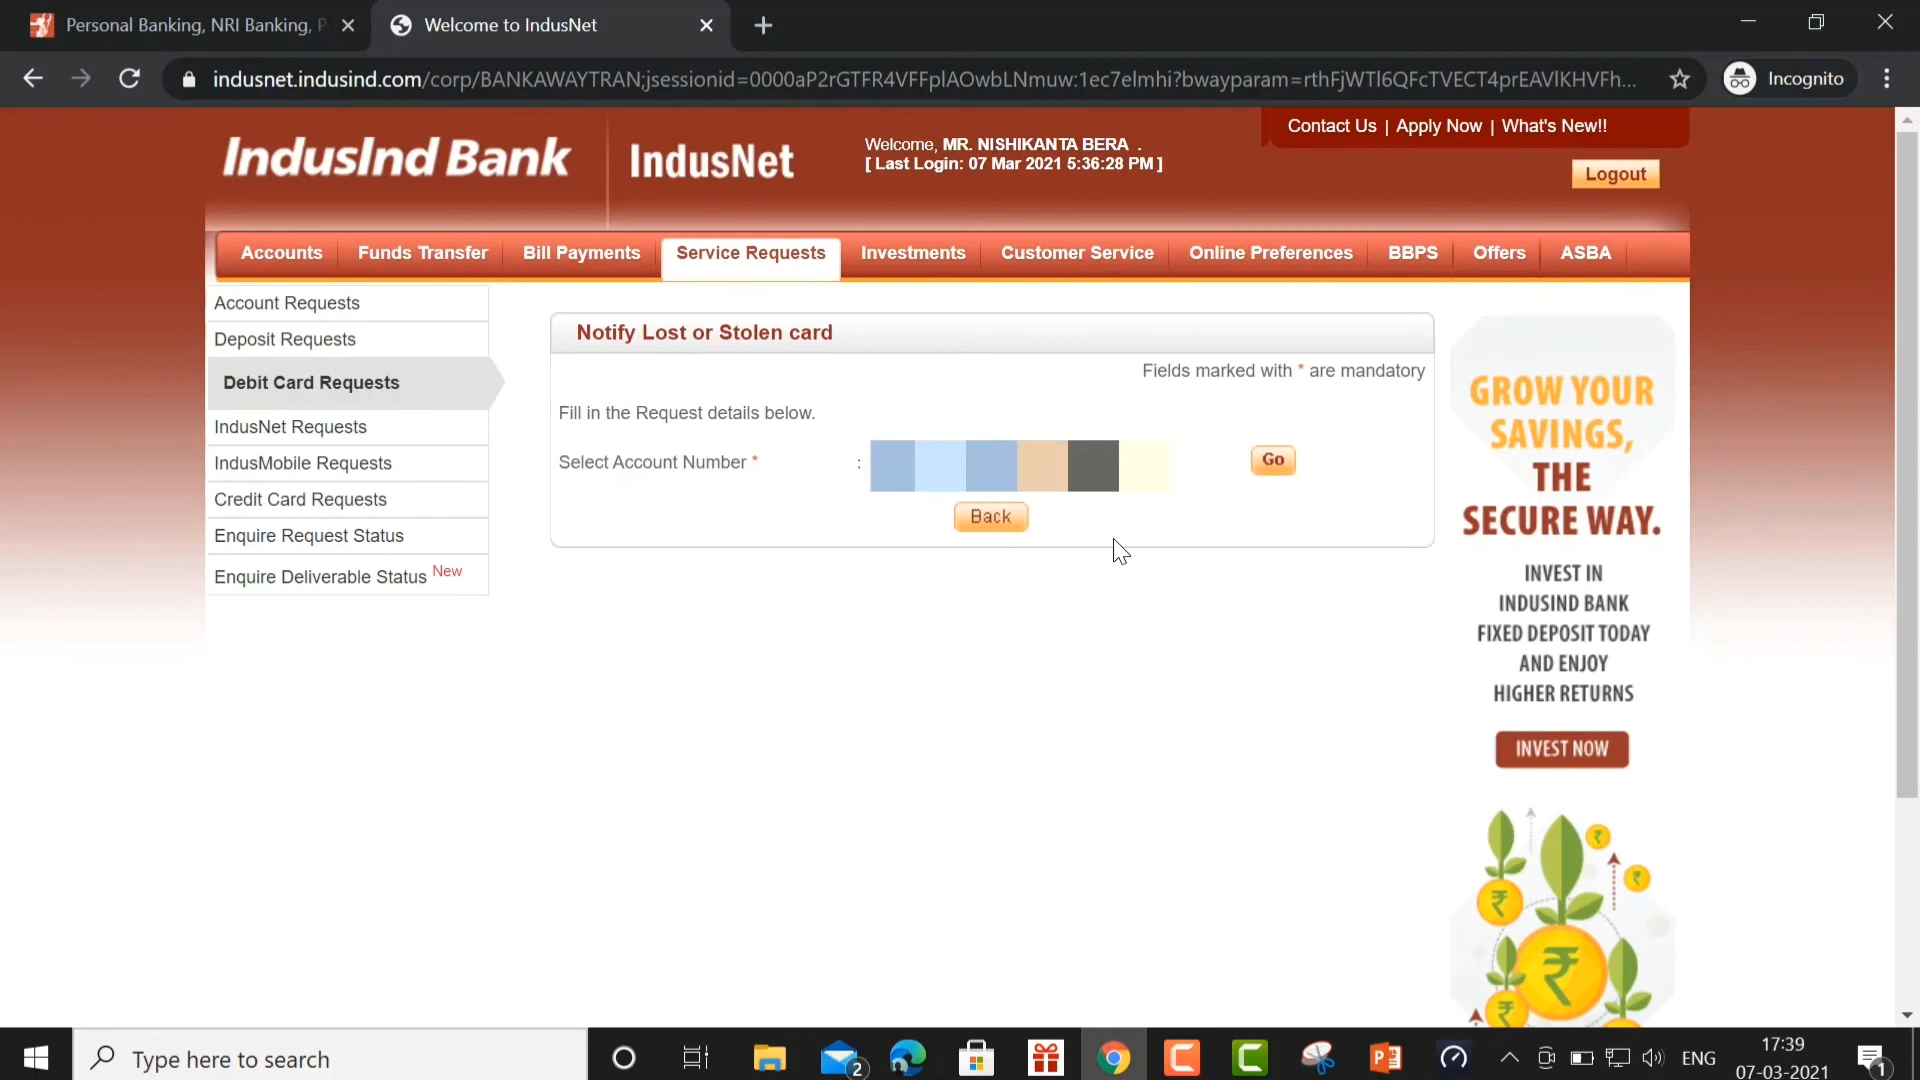 Personal Banking, NRI Banking, P
Welcome to IndusNet
indusnet.indusind.com/corp/BANKAWAYTRAN;jsessionid=0000aP2rGTFR4VFFplAOwbLNmuw:1ec7elmhi?bwayparam=rthFjWTl6QFcTVECT4prEAVlKHVFh...
Incognito
IndusInd Bank
IndusNet
Welcome, MR. NISHIKANTA BERA .
[ Last Login: 07 Mar 2021 5:36:28 PM ]
Contact Us | Apply Now | What's New!!
Logout
Accounts
Funds Transfer
Bill Payments
Service Requests
Investments
Customer Service
Online Preferences
BBPS
Offers
ASBA
Account Requests
Deposit Requests
Debit Card Requests
IndusNet Requests
IndusMobile Requests
Credit Card Requests
Enquire Request Status
Enquire Deliverable Status New
Notify Lost or Stolen card
Fields marked with * are mandatory
Fill in the Request details below.
Select Account Number * :
Go
Back
GROW YOUR
SAVINGS,
THE
SECURE WAY.
INVEST IN
INDUSIND BANK
FIXED DEPOSIT TODAY
AND ENJOY
HIGHER RETURNS
INVEST NOW
Type here to search
2
ENG
17:39
07-03-2021
1